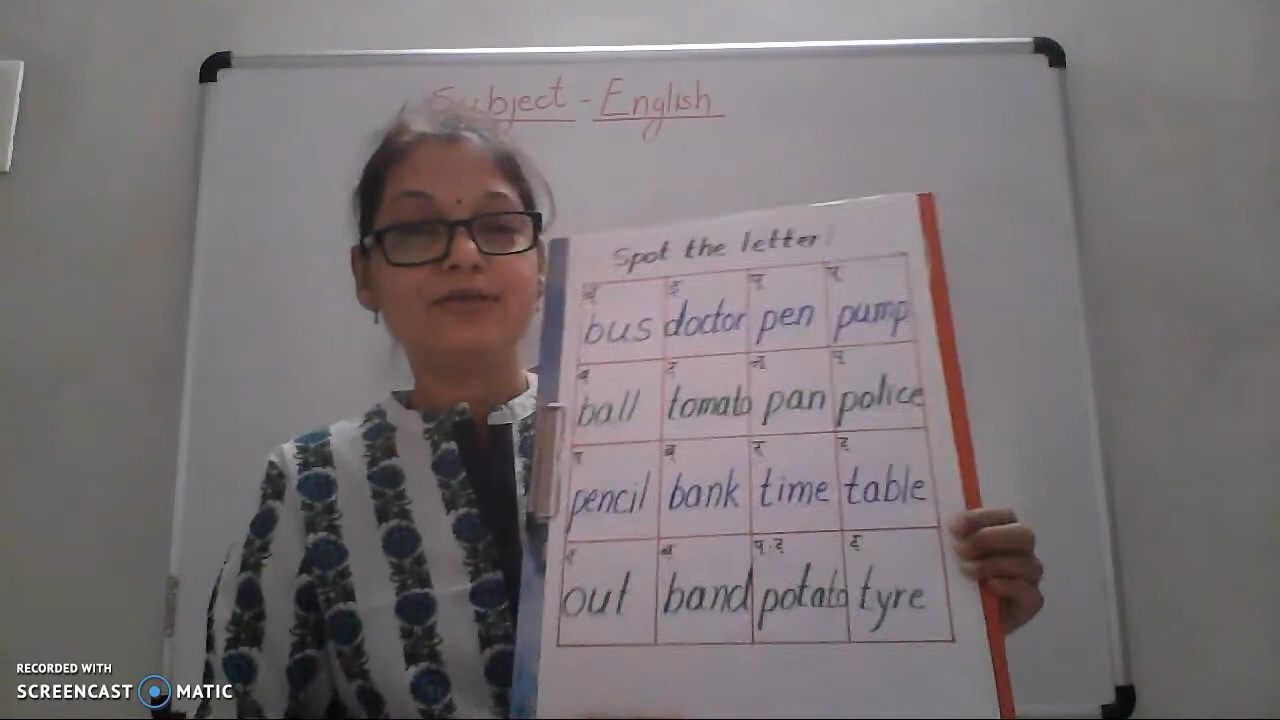 Subject - English
Spot the letter
ब ड प प
bus doctor pen pump
ब ट प
ball tomato pan police
प ब ट ट
pencil bank time table
ट ब प.ट ट
out band potato tyre
RECORDED WITH
SCREENCAST MATIC